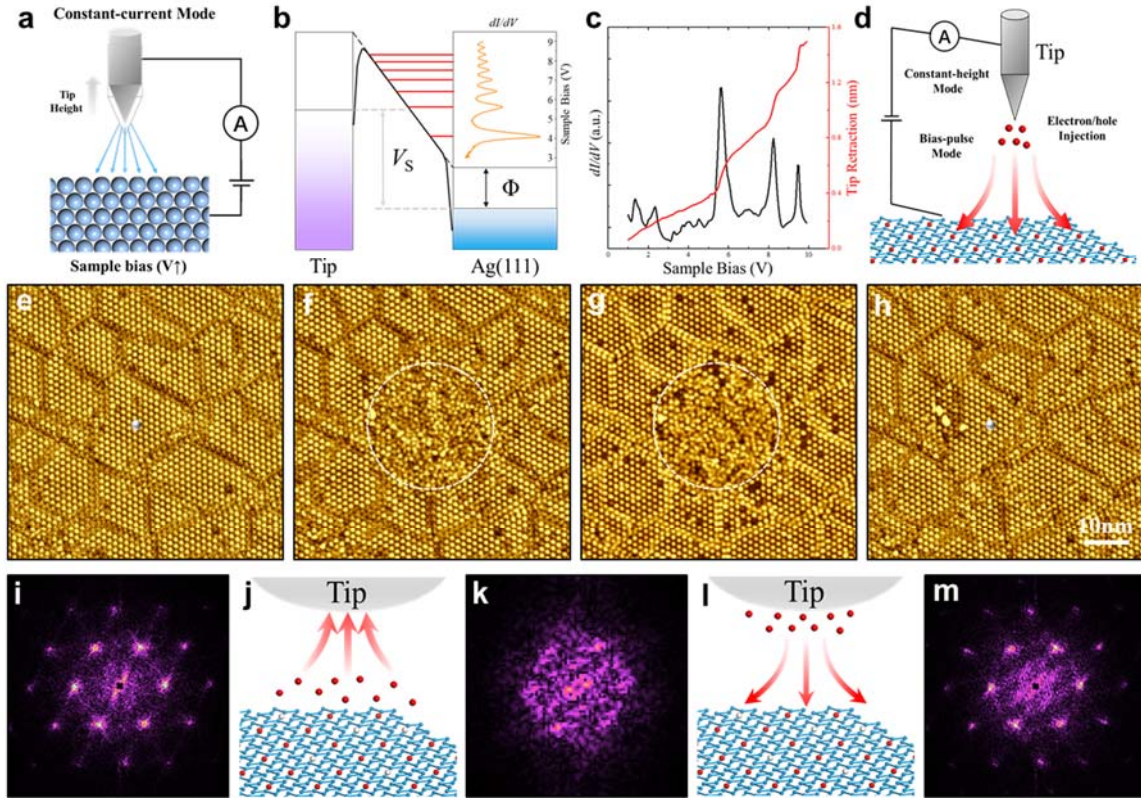 a
Constant-current Mode
Tip
Height
A
Sample bias (V↑)
b
dI/dV
9
8
7
6
5
4
3
Sample Bias (V)
V_S
Φ
Tip
Ag(111)
c
dI/dV (a.u.)
2
4
6
8
10
Sample Bias (V)
1.6
1.2
0.8
0.4
0.0
Tip Retraction (nm)
d
A
Tip
Constant-height
Mode
Bias-pulse
Mode
Electron/hole
Injection
e
f
g
h
10nm
i
j
Tip
k
l
Tip
m